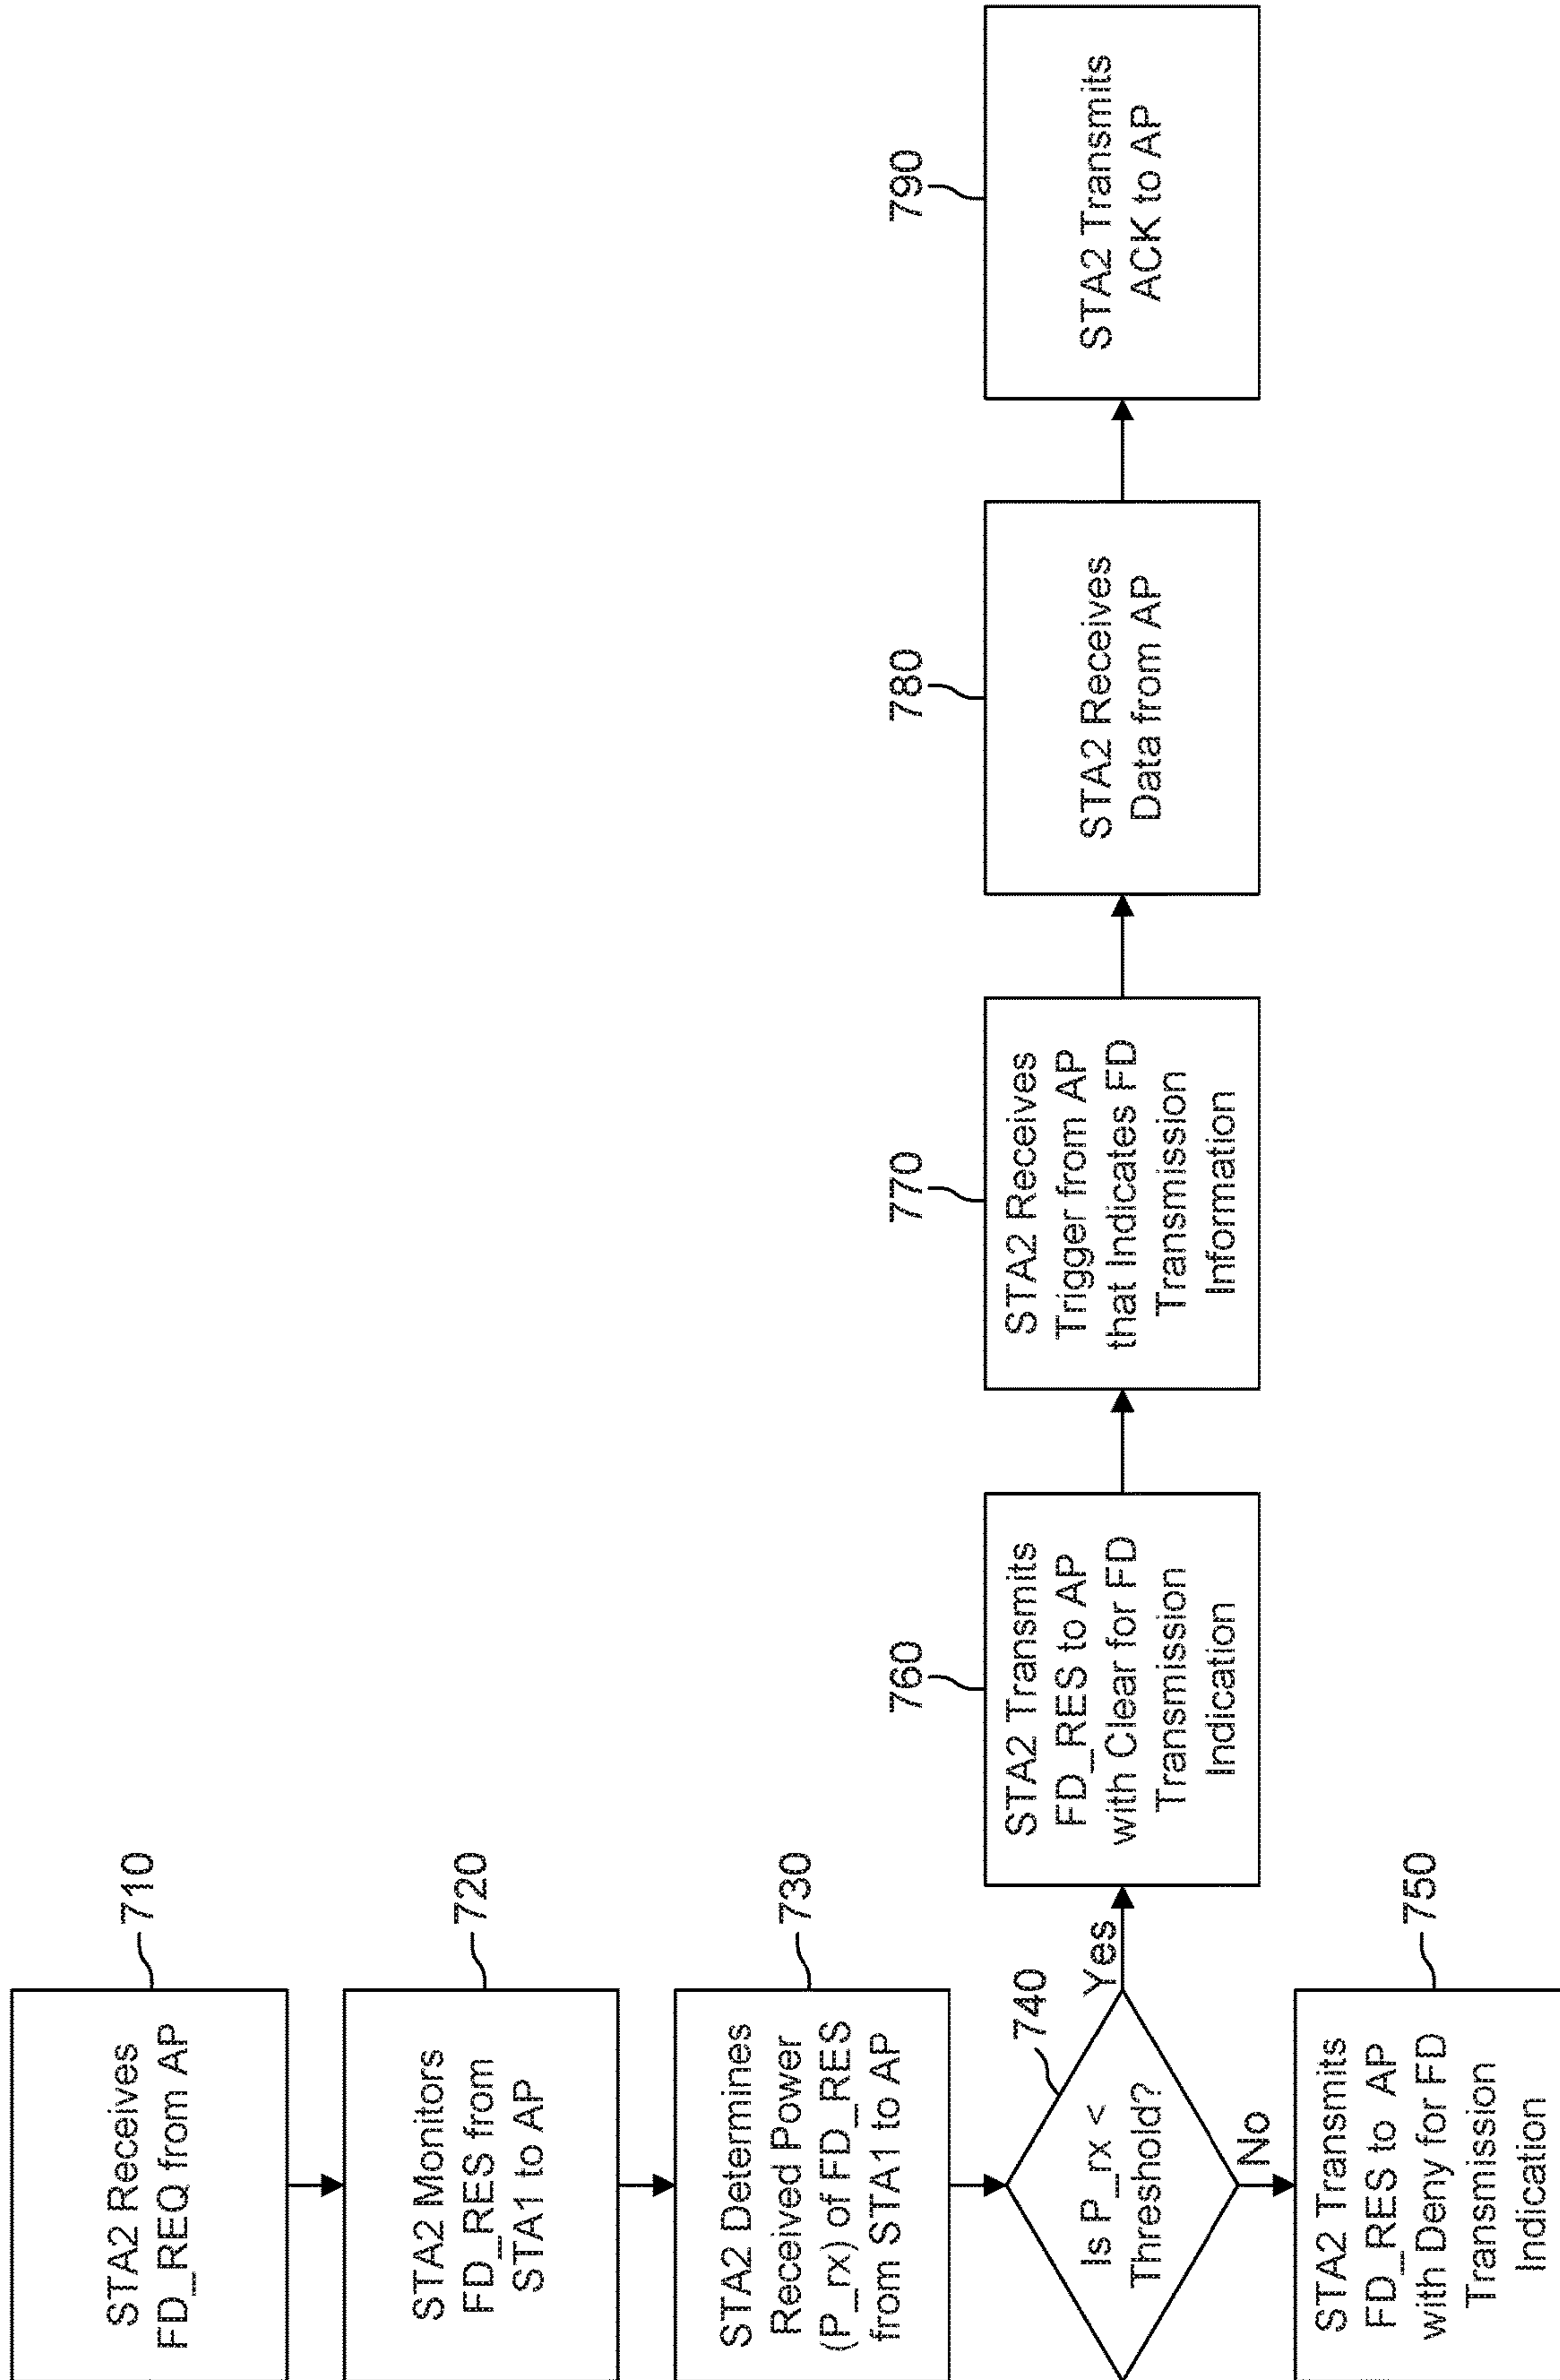 710
STA2 Receives
FD_REQ from AP
720
STA2 Monitors
FD_RES from
STA1 to AP
730
STA2 Determines
Received Power
(P_rx) of FD_RES
from STA1 to AP
740
Is P_rx <
Threshold?
Yes
No
750
STA2 Transmits
FD_RES to AP
with Deny for FD
Transmission
Indication
760
STA2 Transmits
FD_RES to AP
with Clear for FD
Transmission
Indication
770
STA2 Receives
Trigger from AP
that Indicates FD
Transmission
Information
780
STA2 Receives
Data from AP
790
STA2 Transmits
ACK to AP